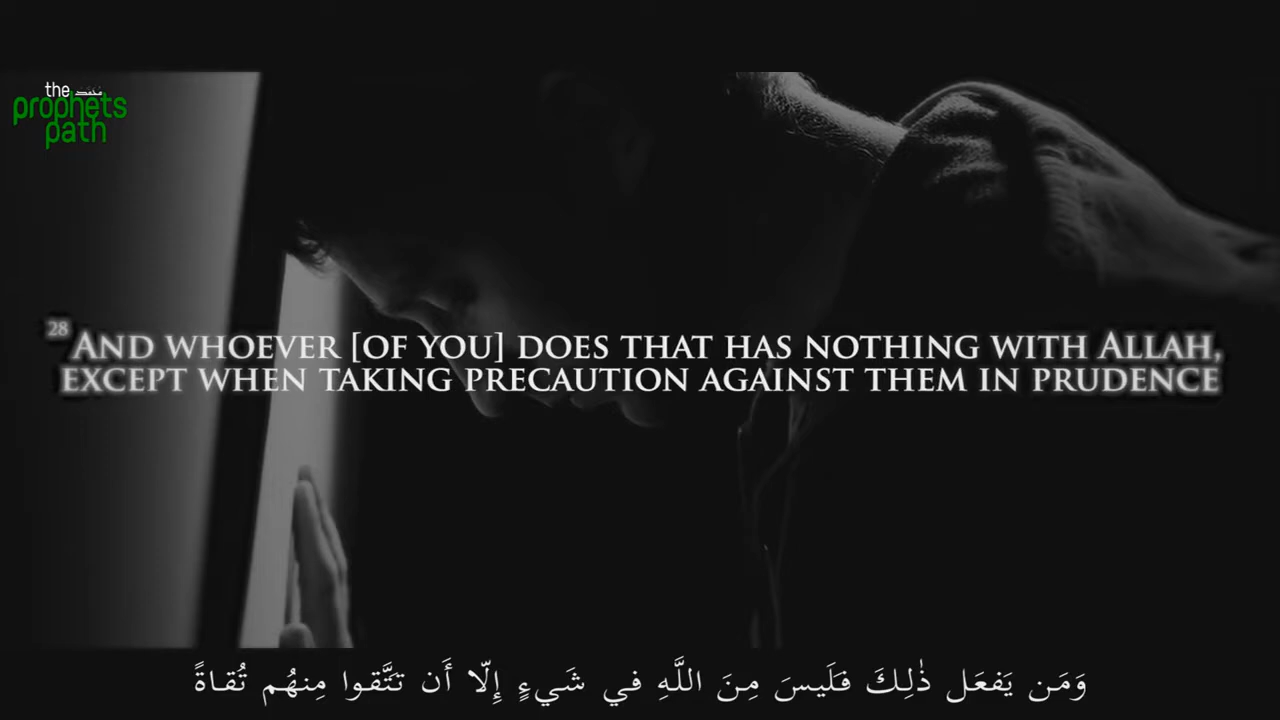 the محمد
prophets
path
28
AND WHOEVER [OF YOU] DOES THAT HAS NOTHING WITH ALLAH,
EXCEPT WHEN TAKING PRECAUTION AGAINST THEM IN PRUDENCE
وَمَن يَفعَل ذٰلِكَ فَلَيسَ مِنَ اللَّهِ في شَيءٍ إِلّا أَن تَتَّقوا مِنهُم تُقاةً